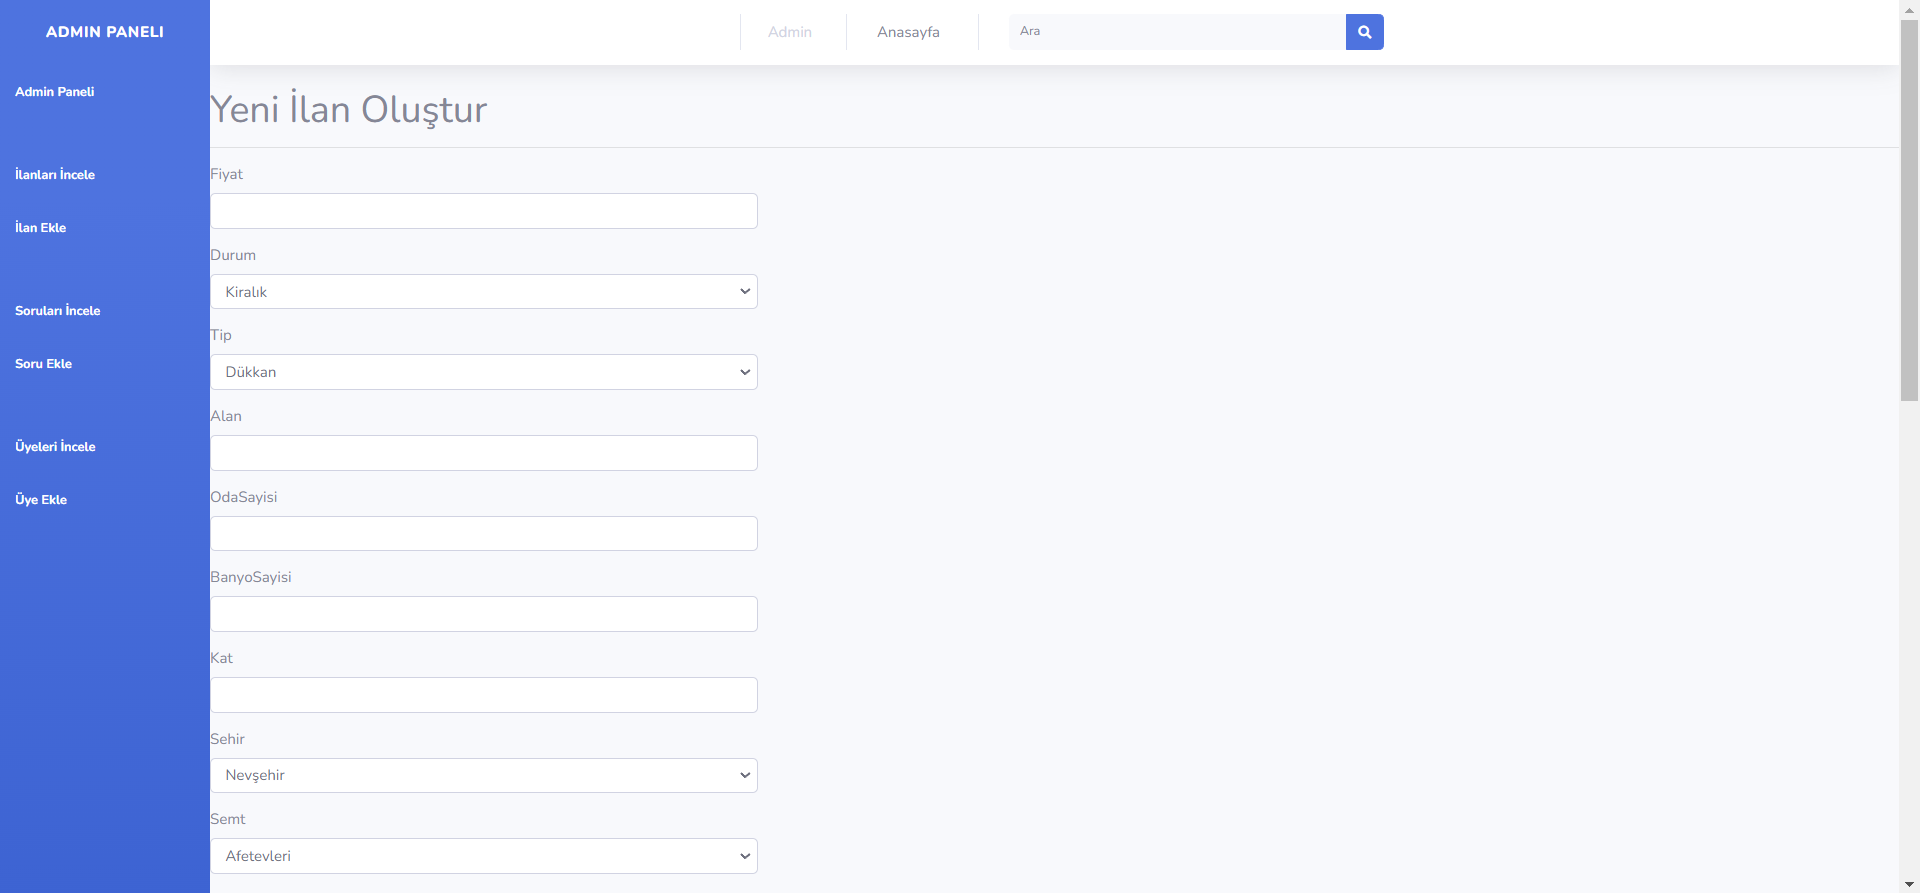 ADMIN PANELI
Admin Paneli
İlanları İncele
İlan Ekle
Soruları İncele
Soru Ekle
Üyeleri İncele
Üye Ekle
Admin
Anasayfa
Ara
Yeni İlan Oluştur
Fiyat
Durum
Kiralık
Tip
Dükkan
Alan
OdaSayisi
BanyoSayisi
Kat
Sehir
Nevşehir
Semt
Afetevleri